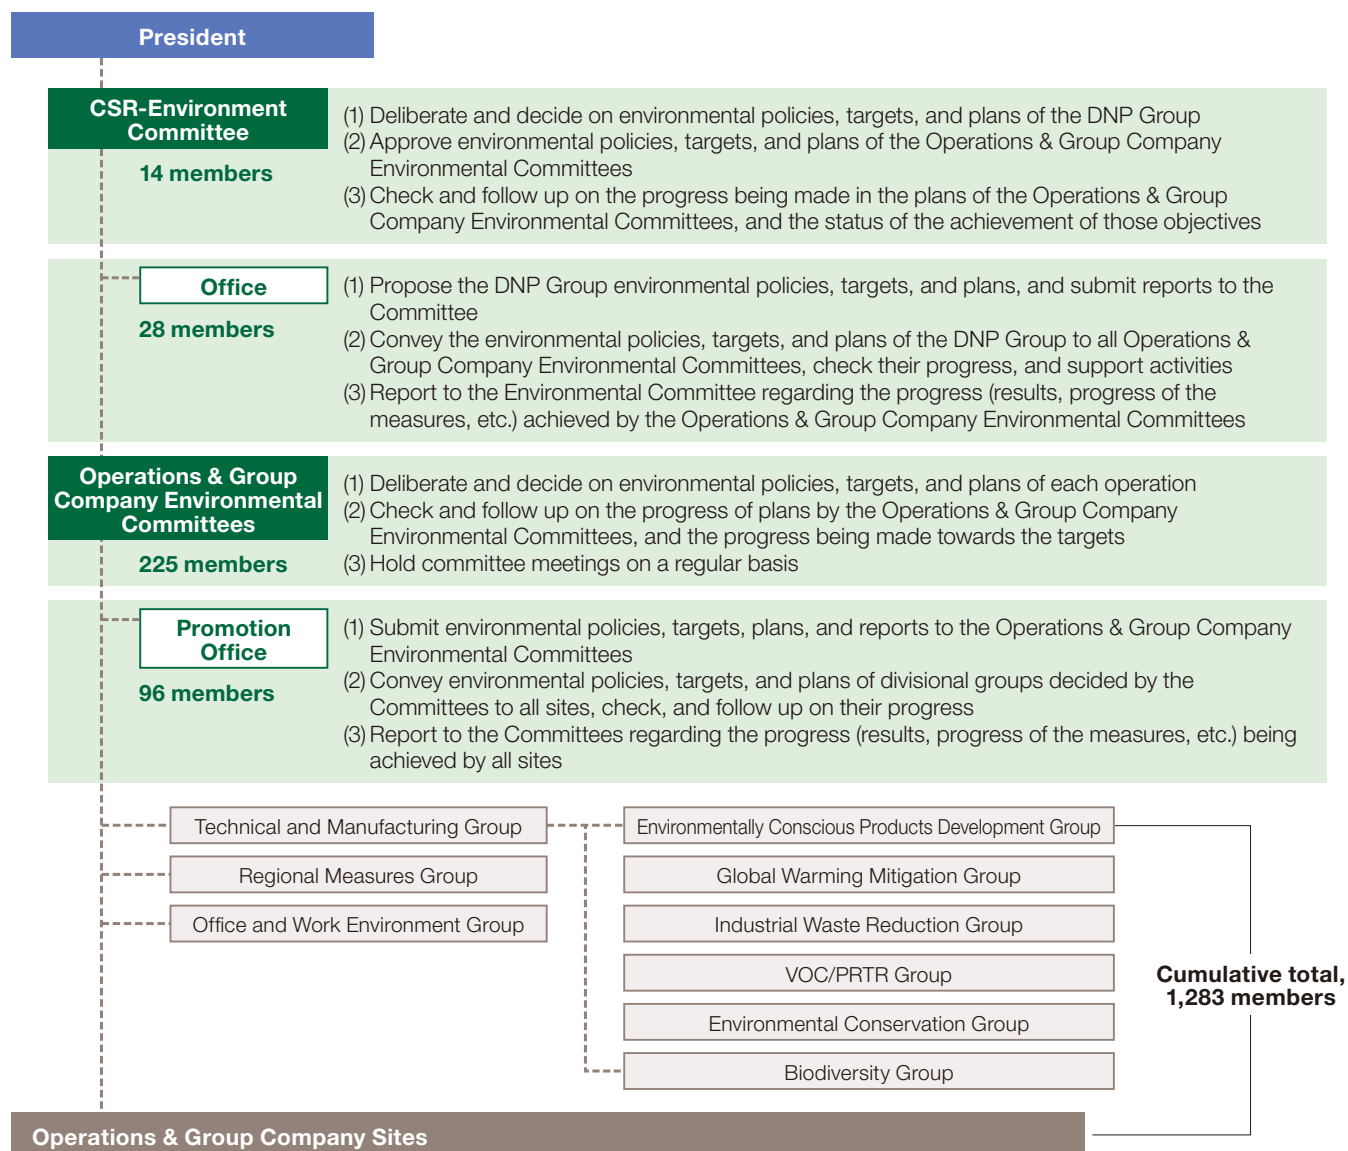 President
CSR-Environment
Committee
14 members
(1) Deliberate and decide on environmental policies, targets, and plans of the DNP Group
(2) Approve environmental policies, targets, and plans of the Operations & Group Company
Environmental Committees
(3) Check and follow up on the progress being made in the plans of the Operations & Group
Company Environmental Committees, and the status of the achievement of those objectives
Office
28 members
(1) Propose the DNP Group environmental policies, targets, and plans, and submit reports to the
Committee
(2) Convey the environmental policies, targets, and plans of the DNP Group to all Operations &
Group Company Environmental Committees, check their progress, and support activities
(3) Report to the Environmental Committee regarding the progress (results, progress of the
measures, etc.) achieved by the Operations & Group Company Environmental Committees
Operations & Group
Company Environmental
Committees
225 members
(1) Deliberate and decide on environmental policies, targets, and plans of each operation
(2) Check and follow up on the progress of plans by the Operations & Group Company
Environmental Committees, and the progress being made towards the targets
(3) Hold committee meetings on a regular basis
Promotion
Office
96 members
(1) Submit environmental policies, targets, plans, and reports to the Operations & Group Company
Environmental Committees
(2) Convey environmental policies, targets, and plans of divisional groups decided by the
Committees to all sites, check, and follow up on their progress
(3) Report to the Committees regarding the progress (results, progress of the measures, etc.) being
achieved by all sites
Technical and Manufacturing Group
Regional Measures Group
Office and Work Environment Group
Environmentally Conscious Products Development Group
Global Warming Mitigation Group
Industrial Waste Reduction Group
VOC/PRTR Group
Environmental Conservation Group
Biodiversity Group
Cumulative total,
1,283 members
Operations & Group Company Sites